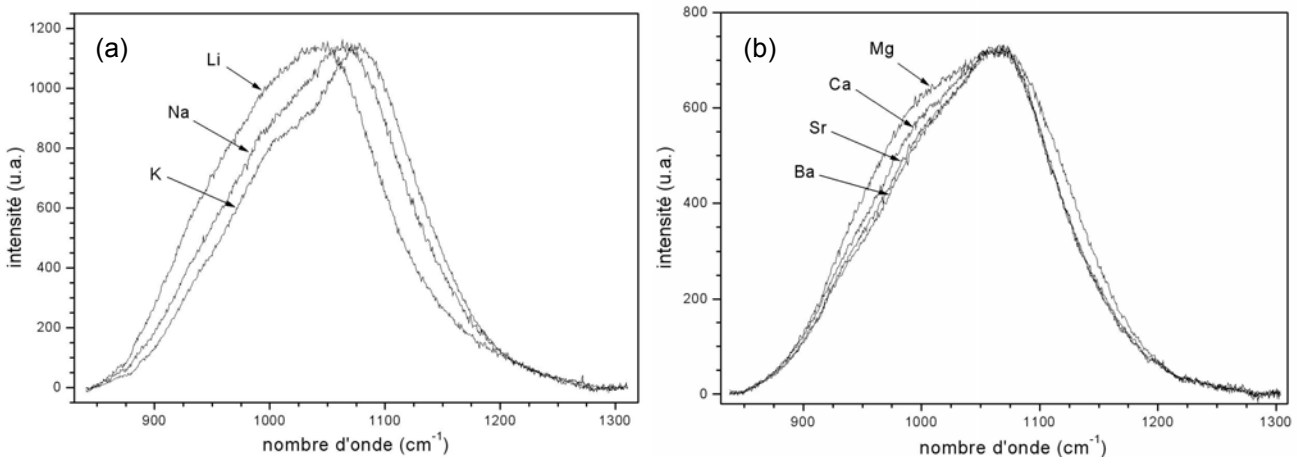 (a)
Li
Na
K
intensité (u.a.)
1200
1000
800
600
400
200
0
900
1000
1100
1200
1300
nombre d'onde (cm⁻¹)
(b)
Mg
Ca
Sr
Ba
intensité (u.a.)
800
600
400
200
0
900
1000
1100
1200
1300
nombre d'onde (cm⁻¹)